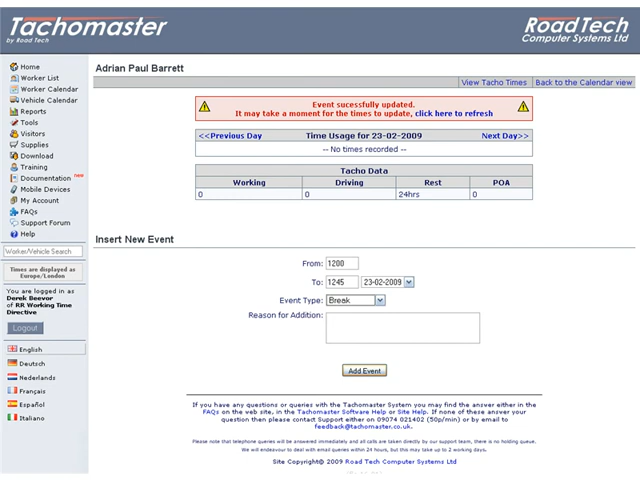 Tachomaster
by Road Tech
RoadTech
Computer Systems Ltd
Home
Worker List
Worker Calendar
Vehicle Calendar
Reports
Tools
Visitors
Supplies
Download
Training
Documentation new
Mobile Devices
My Account
FAQs
Support Forum
Help
Worker/Vehicle Search
Times are displayed as
Europe/London
You are logged in as
Derek Beevor
of RR Working Time
Directive
Logout
English
Deutsch
Nederlands
Français
Español
Italiano
Adrian Paul Barrett
View Tacho Times Back to the Calendar view
Event sucessfully updated.
It may take a moment for the times to update, click here to refresh
<<Previous Day Time Usage for 23-02-2009 Next Day>>
-- No times recorded --
Tacho Data
Working Driving Rest POA
0 0 24hrs 0
Insert New Event
From: 1200
To: 1245 23-02-2009
Event Type: Break
Reason for Addition:
Add Event
If you have any questions or queries with the Tachomaster System you may find the answer either in the
FAQs on the web site, in the Tachomaster Software Help or Site Help. If none of these answer your
question then please contact Support either on 09074 021402 (50p/min) or by email to
feedback@tachomaster.co.uk.
Please note that telephone queries will be answered immediately and all calls are taken directly by our support team, there is no holding queue.
We will endeavour to deal with email queries within 24 hours, but this may take up to 2 working days.
Site Copyright© 2009 Road Tech Computer Systems Ltd